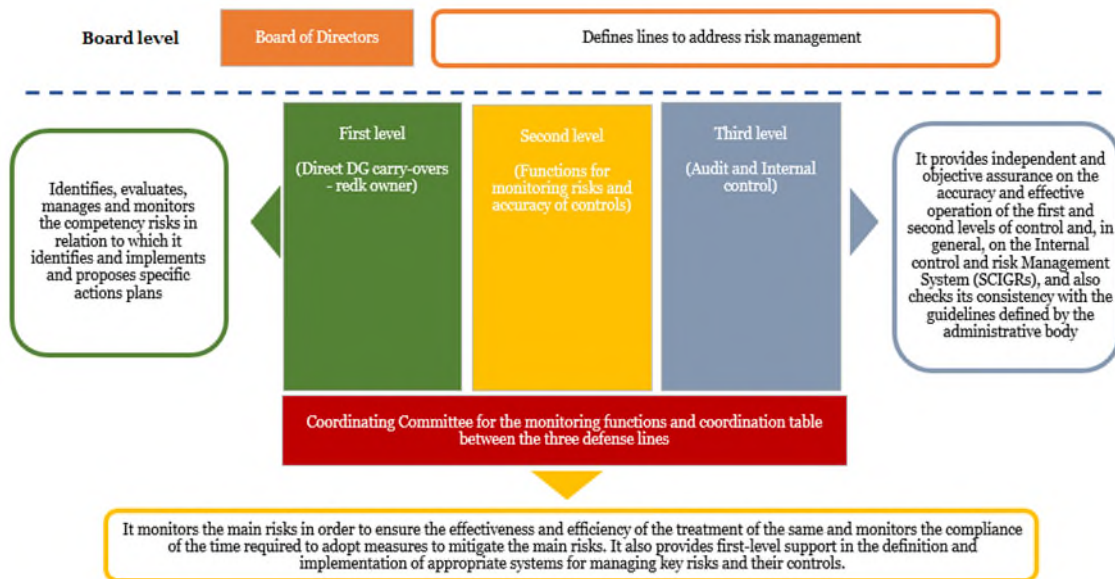 Board level
Board of Directors
Defines lines to address risk management
First level
(Direct DG carry-overs
- redk owner)
Second level
(Functions for
monitoring risks and
accuracy of controls)
Third level
(Audit and Internal
control)
Identifies, evaluates,
manages and monitors
the competency risks in
relation to which it
identifies and implements
and proposes specific
actions plans
It provides independent and
objective assurance on the
accuracy and effective
operation of the first and
second levels of control and, in
general, on the Internal
control and risk Management
System (SCIGRs), and also
checks its consistency with the
guidelines defined by the
administrative body
Coordinating Committee for the monitoring functions and coordination table
between the three defense lines
It monitors the main risks in order to ensure the effectiveness and efficiency of the treatment of the same and monitors the compliance
of the time required to adopt measures to mitigate the main risks. It also provides first-level support in the definition and
implementation of appropriate systems for managing key risks and their controls.